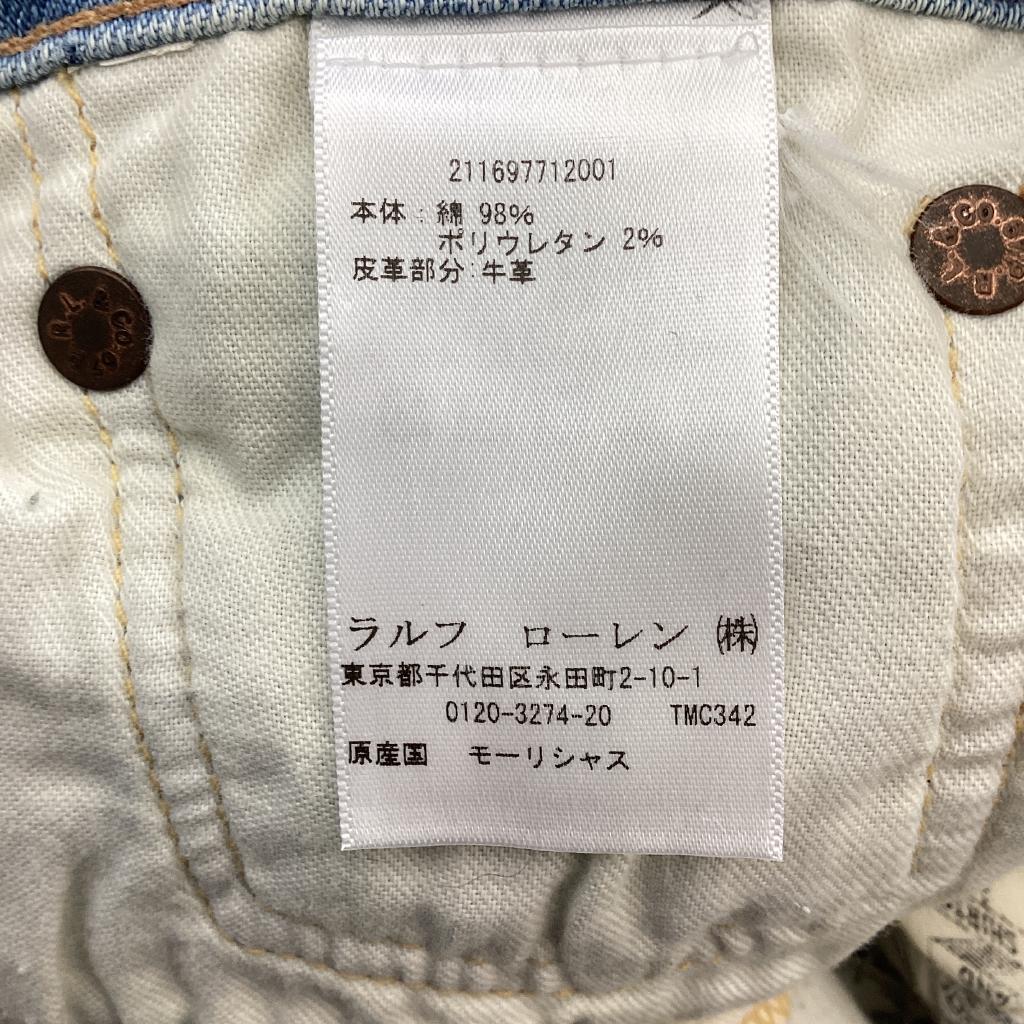 211697712001
本体：綿 98%
ポリウレタン 2%
皮革部分：牛革
ラルフ ローレン ㈱
東京都千代田区永田町2-10-1
0120-3274-20 TMC342
原産国 モーリシャス